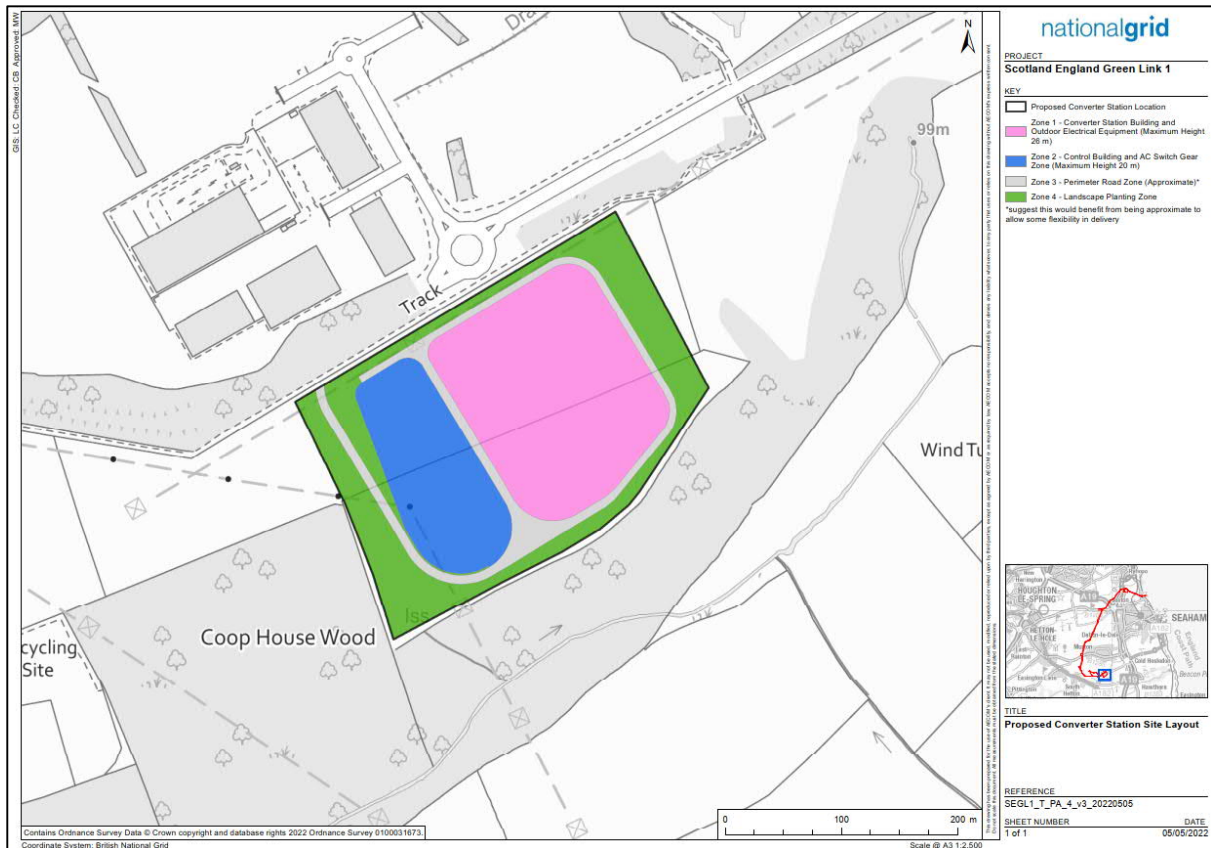 GIS: LC Checked: CB Approved: MW
Dra
N
99m
Track
Wind Tu
Iss
Coop House Wood
cycling
Site
0 100 200 m
Contains Ordnance Survey Data © Crown copyright and database rights 2022 Ordnance Survey 0100031673.
Coordinate System: British National Grid
Scale @ A3 1:2,500
nationalgrid
PROJECT
Scotland England Green Link 1
KEY
Proposed Converter Station Location
Zone 1 - Converter Station Building and
Outdoor Electrical Equipment (Maximum Height
26 m)
Zone 2 - Control Building and AC Switch Gear
Zone (Maximum Height 20 m)
Zone 3 - Perimeter Road Zone (Approximate)*
Zone 4 - Landscape Planting Zone
*suggest this would benefit from being approximate to
allow some flexibility in delivery
HOUGHTON
LE-SPRING
SEAHAM
HETTON
LE-HOLE
TITLE
Proposed Converter Station Site Layout
REFERENCE
SEGL1_T_PA_4_v3_20220505
SHEET NUMBER DATE
1 of 1 05/05/2022